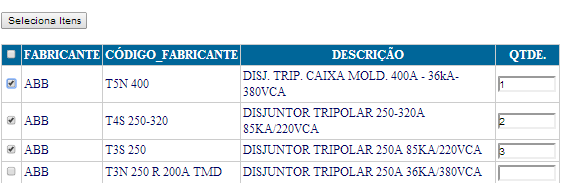 Seleciona Itens
FABRICANTE CÓDIGO_FABRICANTE DESCRIÇÃO QTDE.
ABB T5N 400 DISJ. TRIP. CAIXA MOLD. 400A - 36kA-
380VCA 1
ABB T4S 250-320 DISJUNTOR TRIPOLAR 250-320A
85KA/220VCA 2
ABB T3S 250 DISJUNTOR TRIPOLAR 250A 85KA/220VCA 3
ABB T3N 250 R 200A TMD DISJUNTOR TRIPOLAR 250A 36KA/380VCA